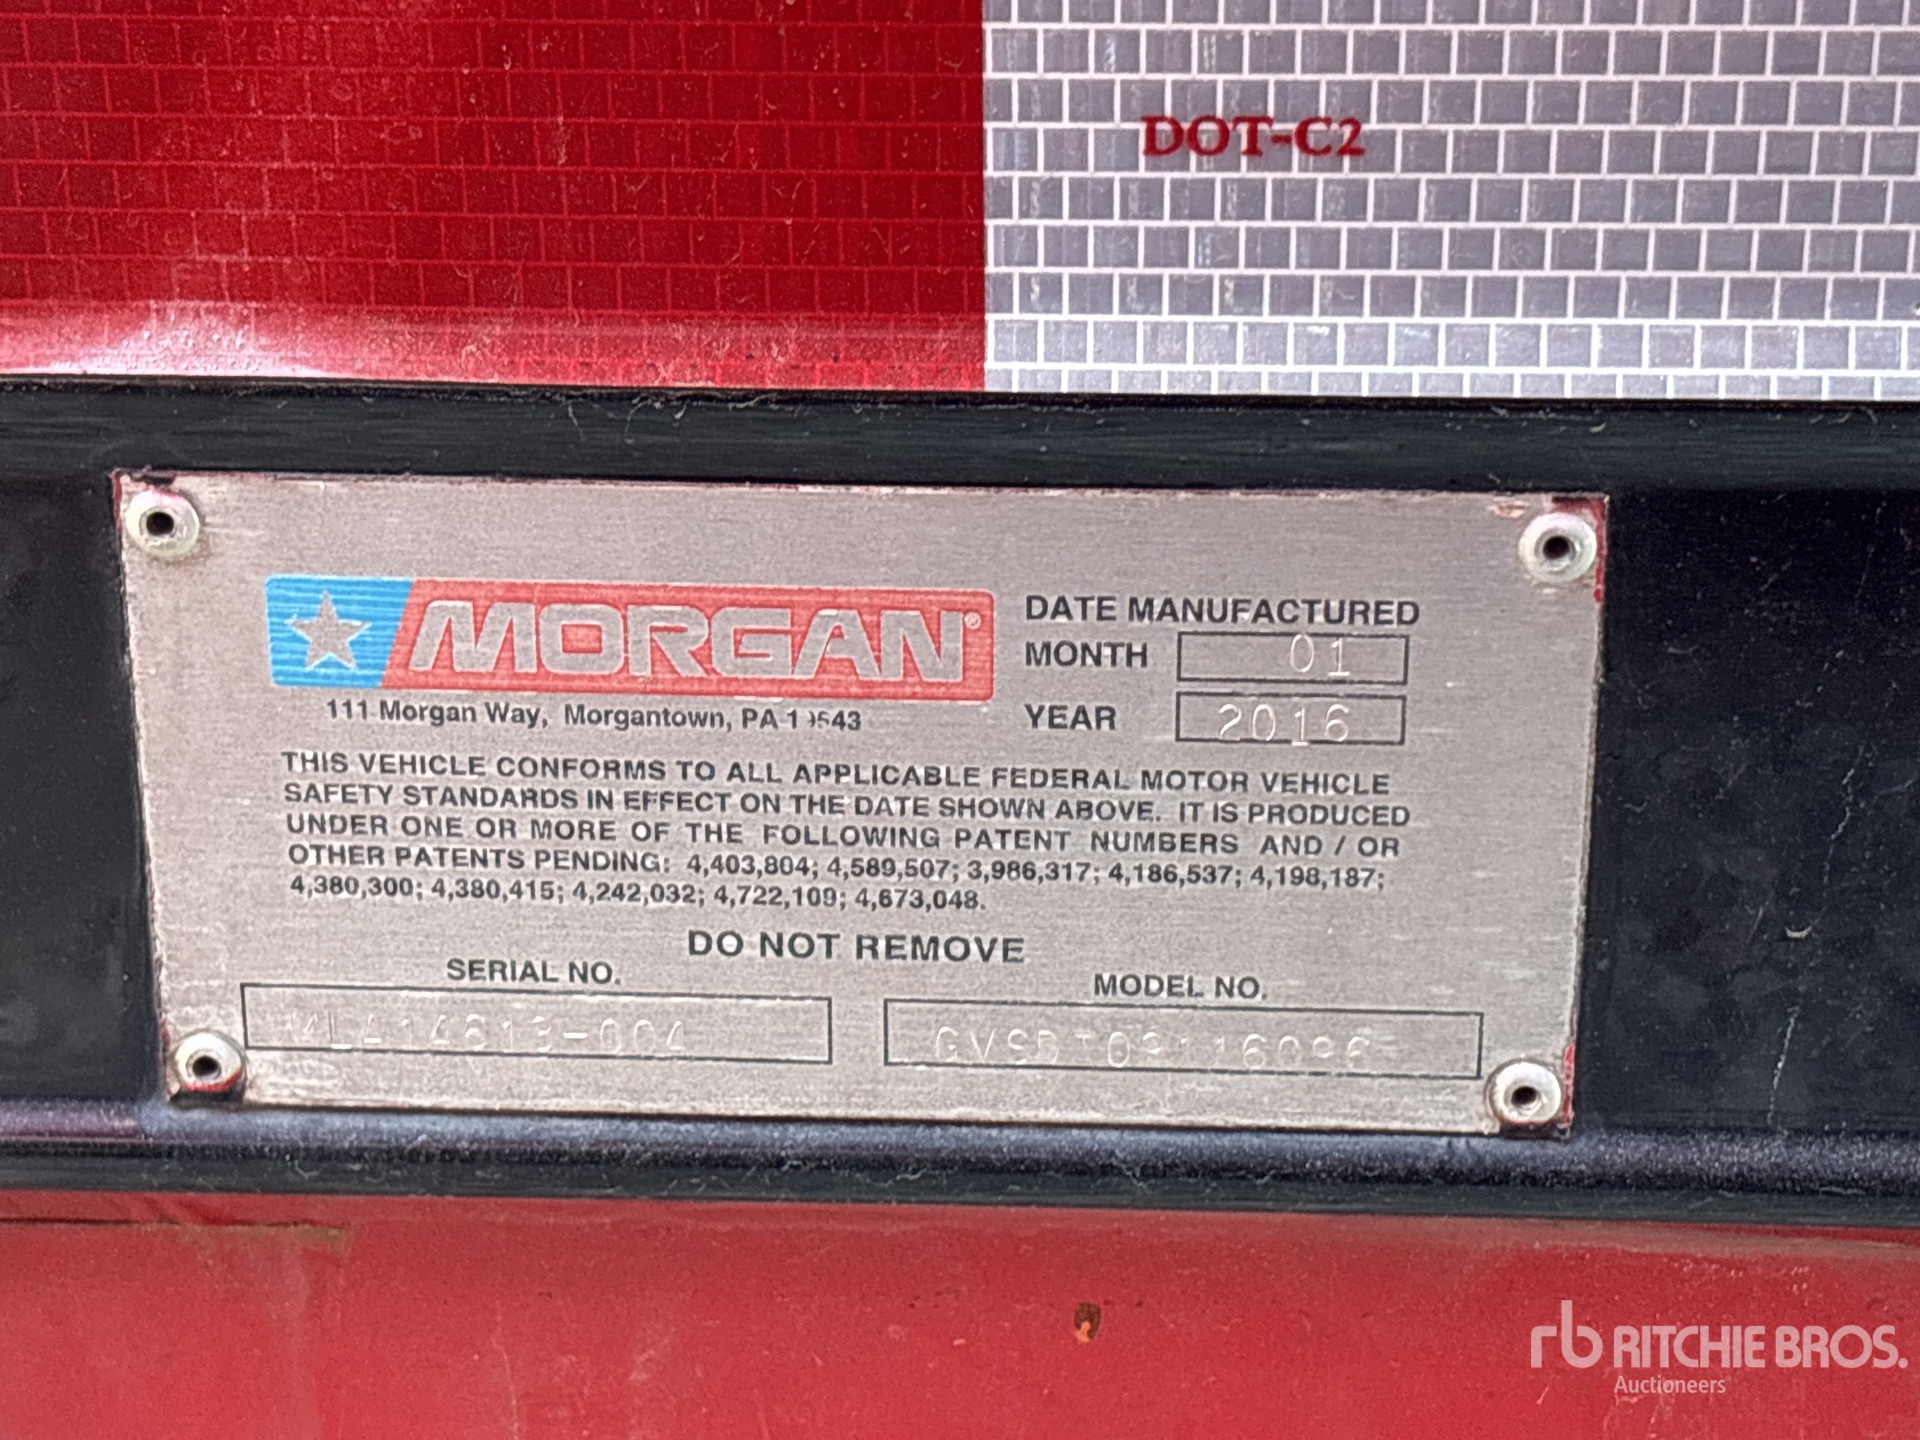 DOT-C2
MORGAN®
111 Morgan Way, Morgantown, PA
DATE MANUFACTURED
MONTH 01
YEAR 2016
THIS VEHICLE CONFORMS TO ALL APPLICABLE FEDERAL MOTOR VEHICLE
SAFETY STANDARDS IN EFFECT ON THE DATE SHOWN ABOVE. IT IS PRODUCED
UNDER ONE OR MORE OF THE FOLLOWING PATENT NUMBERS AND / OR
OTHER PATENTS PENDING: 4,403,804; 4,589,507; 3,986,317; 4,186,537; 4,198,187;
4,380,300; 4,380,415; 4,242,032; 4,722,109; 4,673,048.
DO NOT REMOVE
SERIAL NO.
MODEL NO.
rb RITCHIE BROS.
Auctioneers